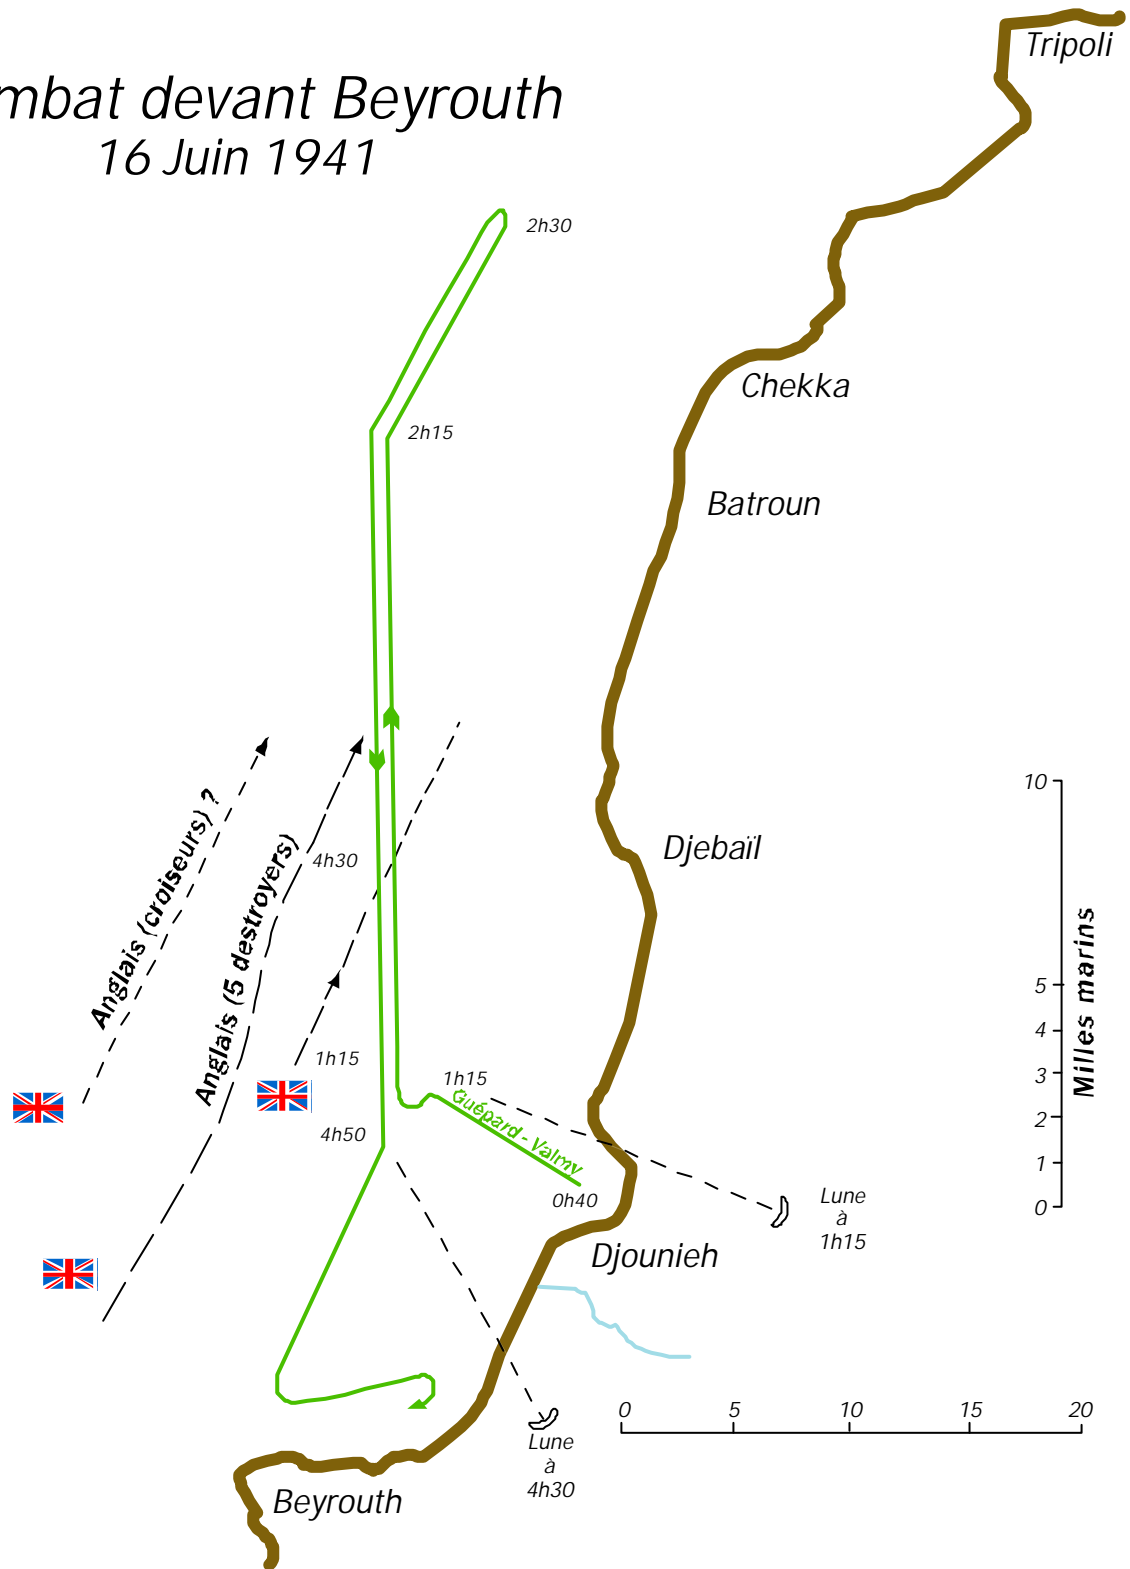 Tripoli
mbat devant Beyrouth
16 Juin 1941
2h30
Chekka
2h15
Batroun
10
Djebaïl
4h30
Anglais (croiseurs) ?
Anglais (5 destroyers)
5
4
3
2
1
0
Milles marins
1h15
1h15
Guépard - Valmy
4h50
0h40
Lune
à
1h15
Djounieh
0 5 10 15 20
Lune
à
4h30
Beyrouth